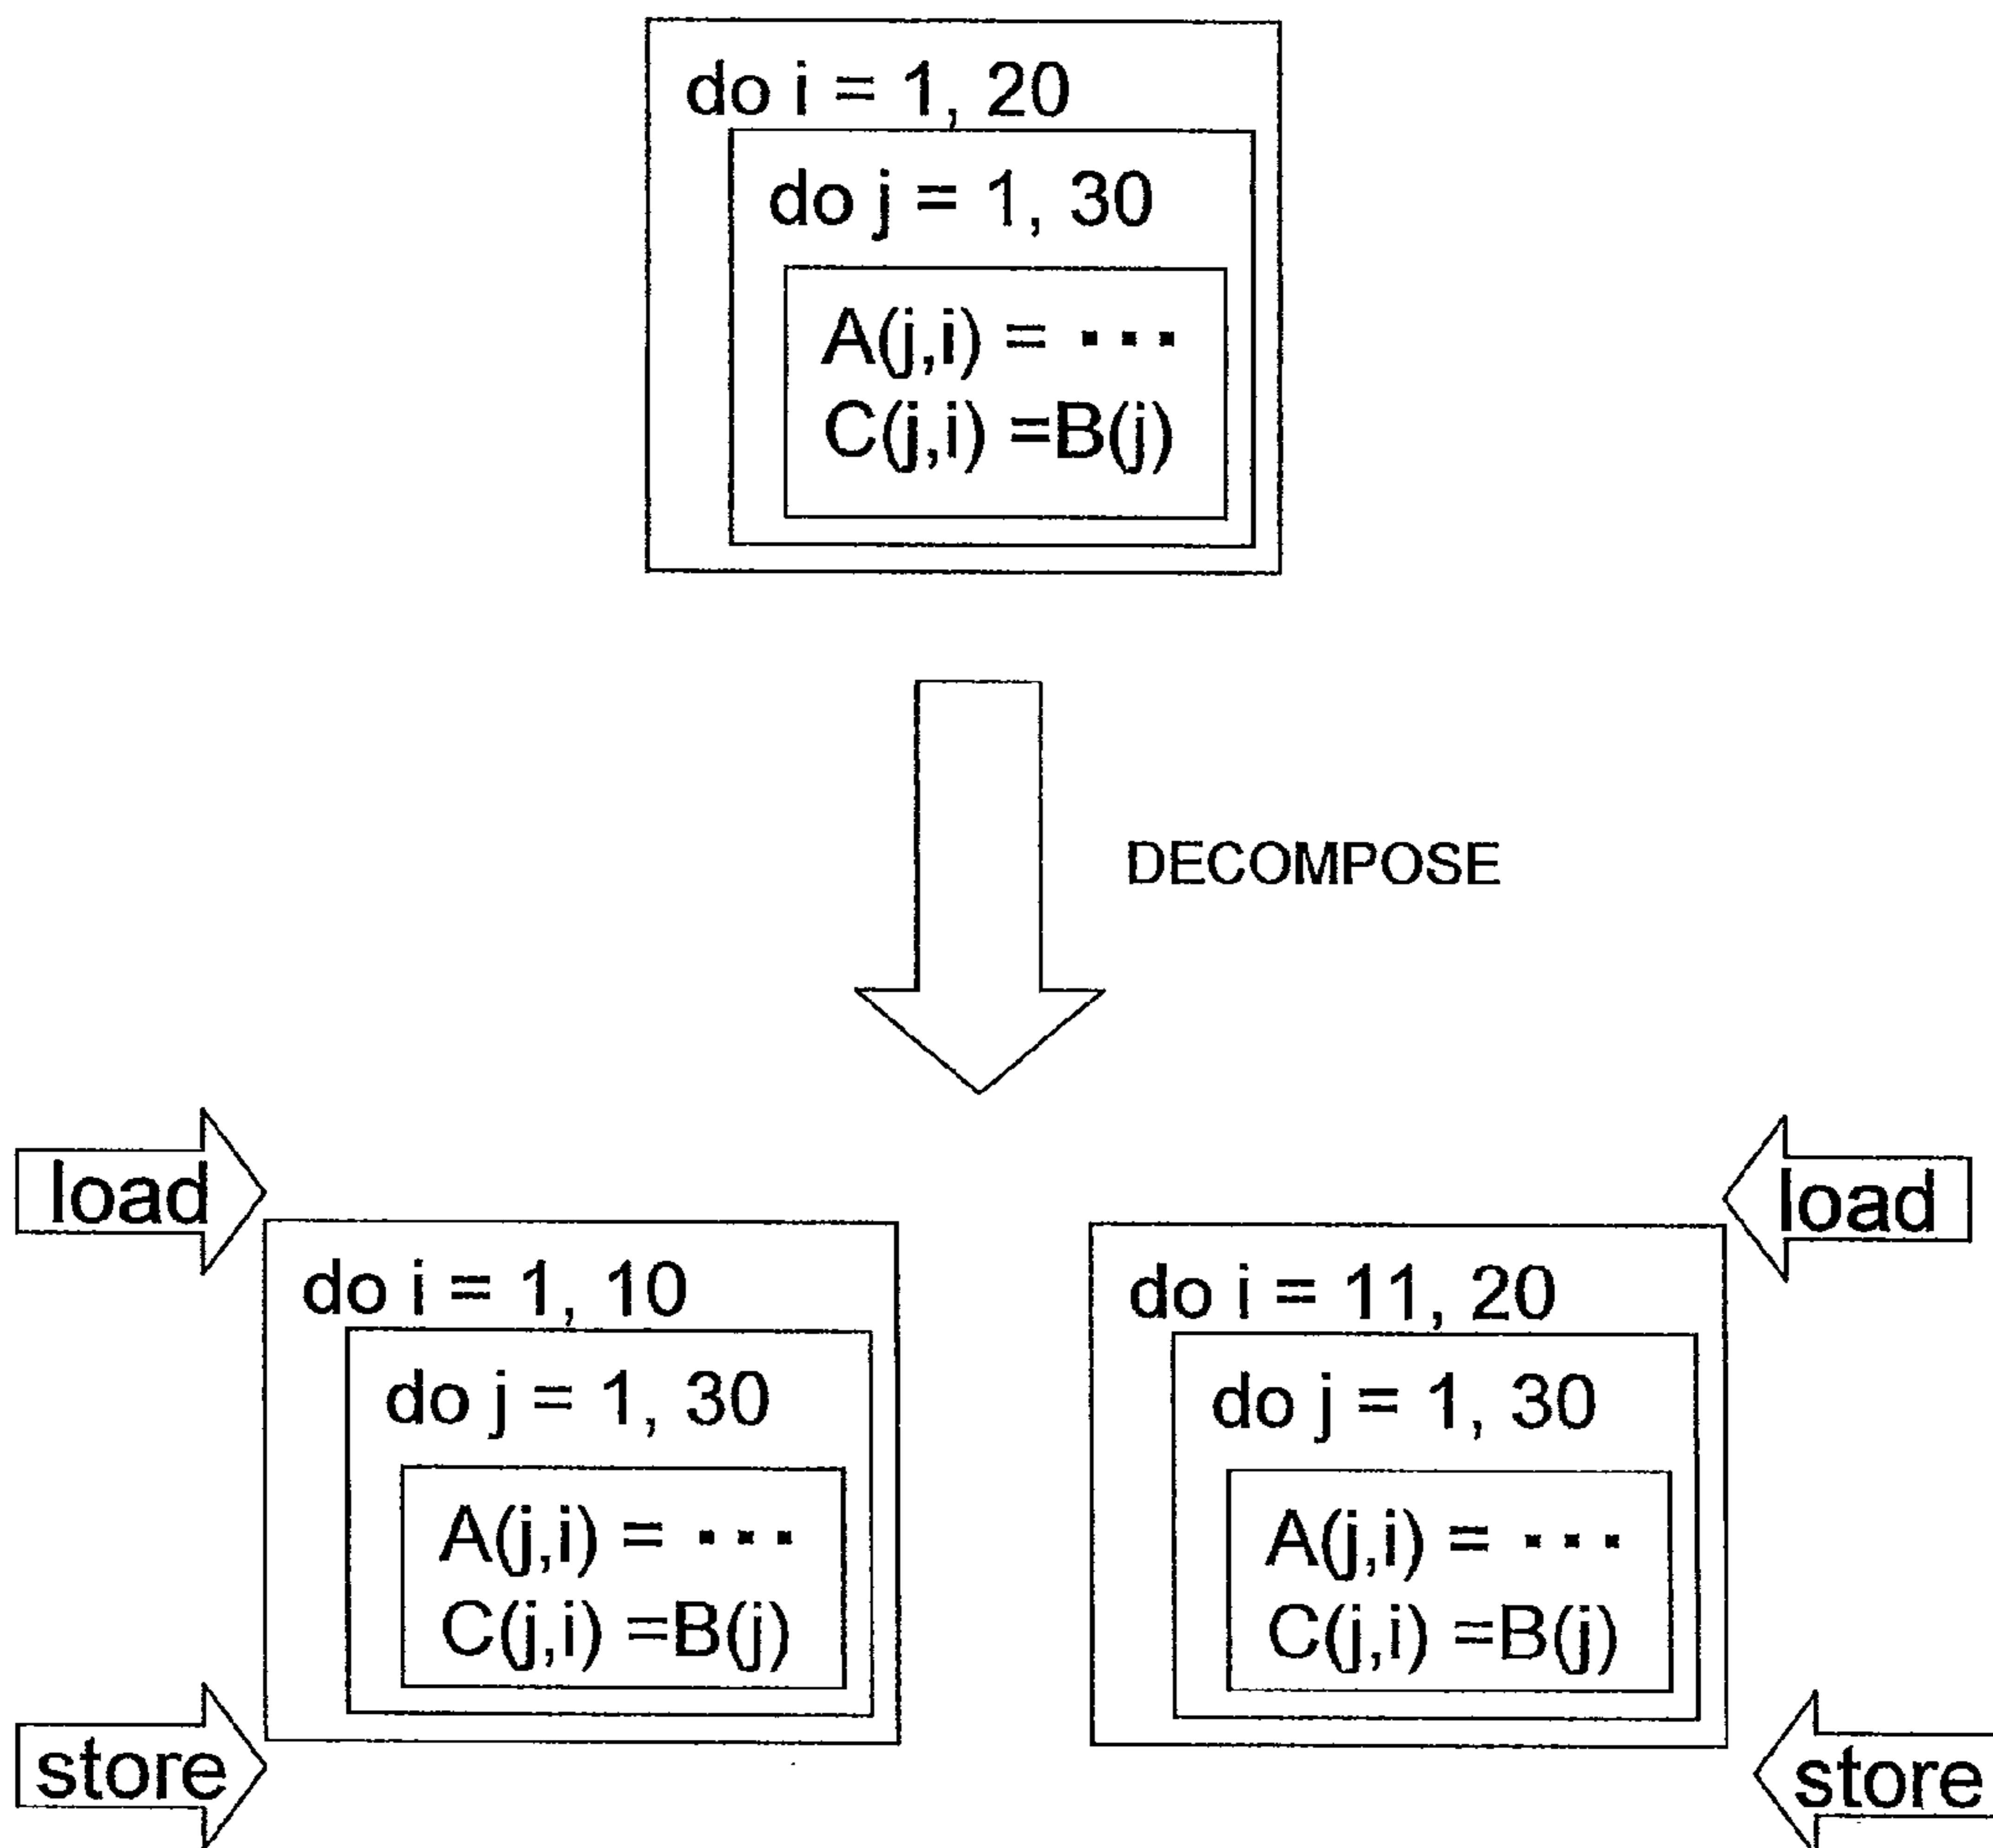 do i = 1, 20
do j = 1, 30
A(j,i) = ▪▪▪
C(j,i) =B(j)
DECOMPOSE
load
load
do i = 1, 10
do j = 1, 30
A(j,i) = ▪▪▪
C(j,i) =B(j)
do i = 11, 20
do j = 1, 30
A(j,i) = ▪▪▪
C(j,i) =B(j)
store
store